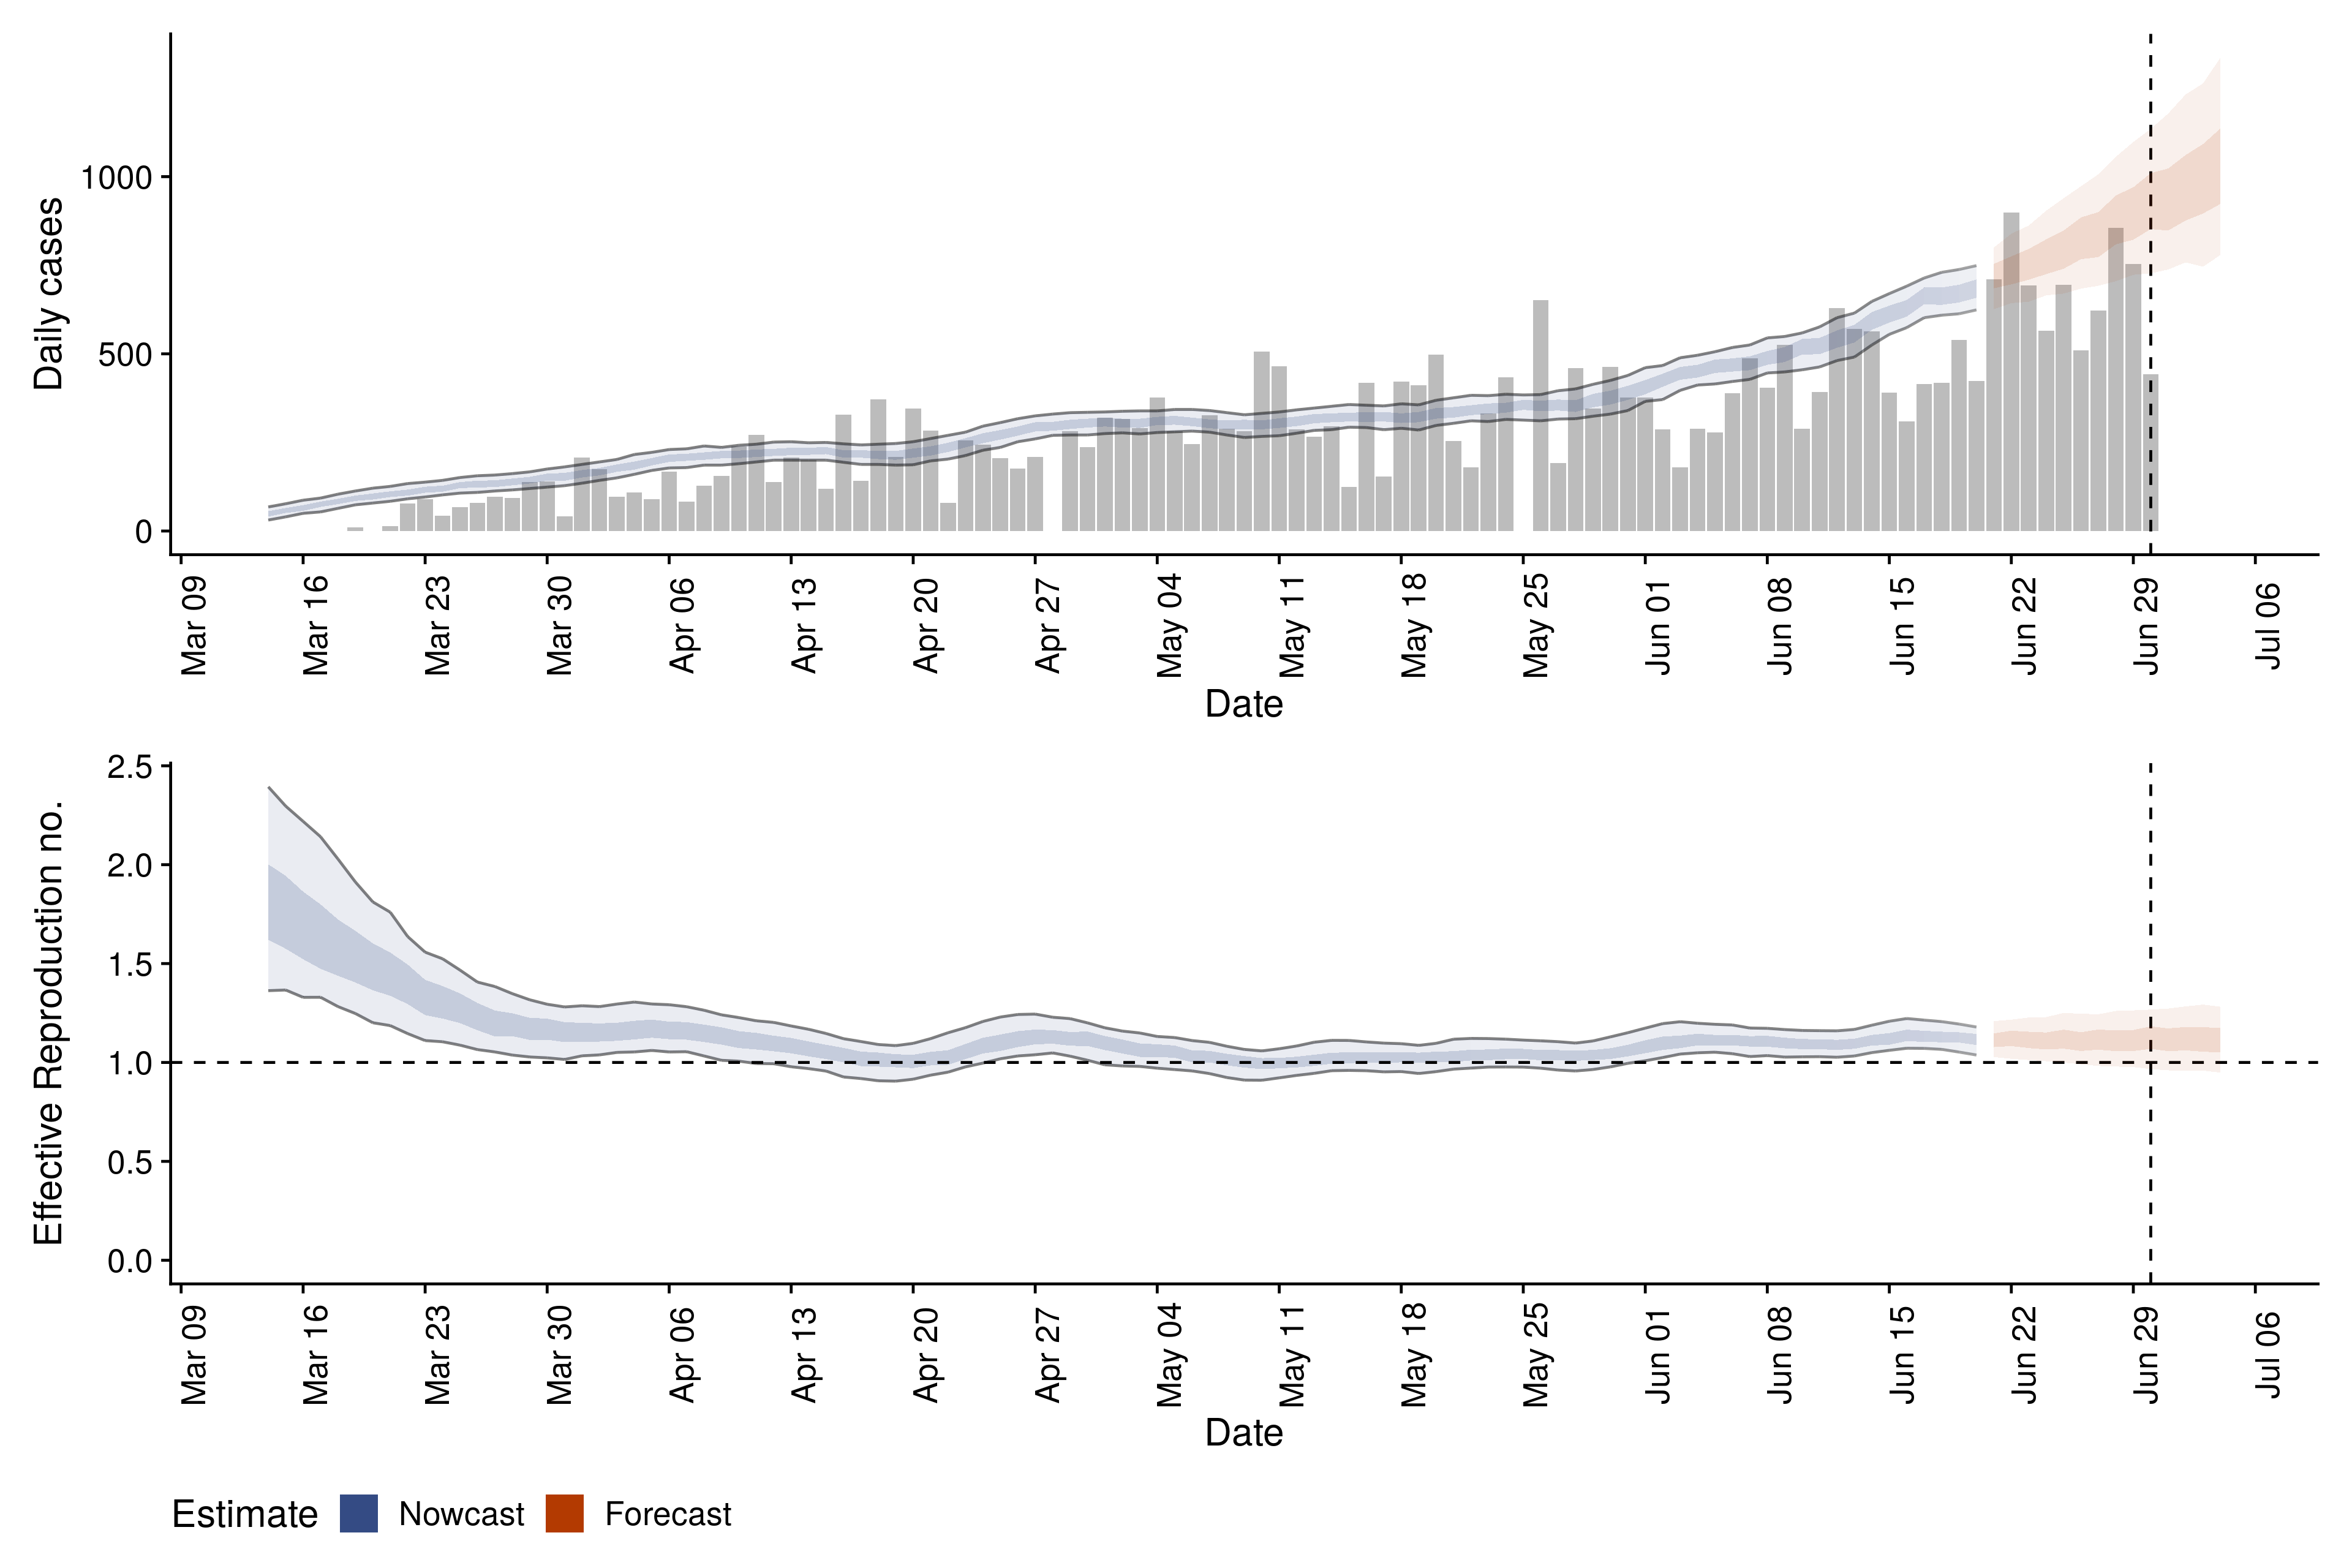 Daily cases
1000
500
0
Mar 09 Mar 16 Mar 23 Mar 30 Apr 06 Apr 13 Apr 20 Apr 27 May 04 May 11 May 18 May 25 Jun 01 Jun 08 Jun 15 Jun 22 Jun 29 Jul 06
Date
Effective Reproduction no.
2.5
2.0
1.5
1.0
0.5
0.0
Mar 09 Mar 16 Mar 23 Mar 30 Apr 06 Apr 13 Apr 20 Apr 27 May 04 May 11 May 18 May 25 Jun 01 Jun 08 Jun 15 Jun 22 Jun 29 Jul 06
Date
Estimate Nowcast Forecast